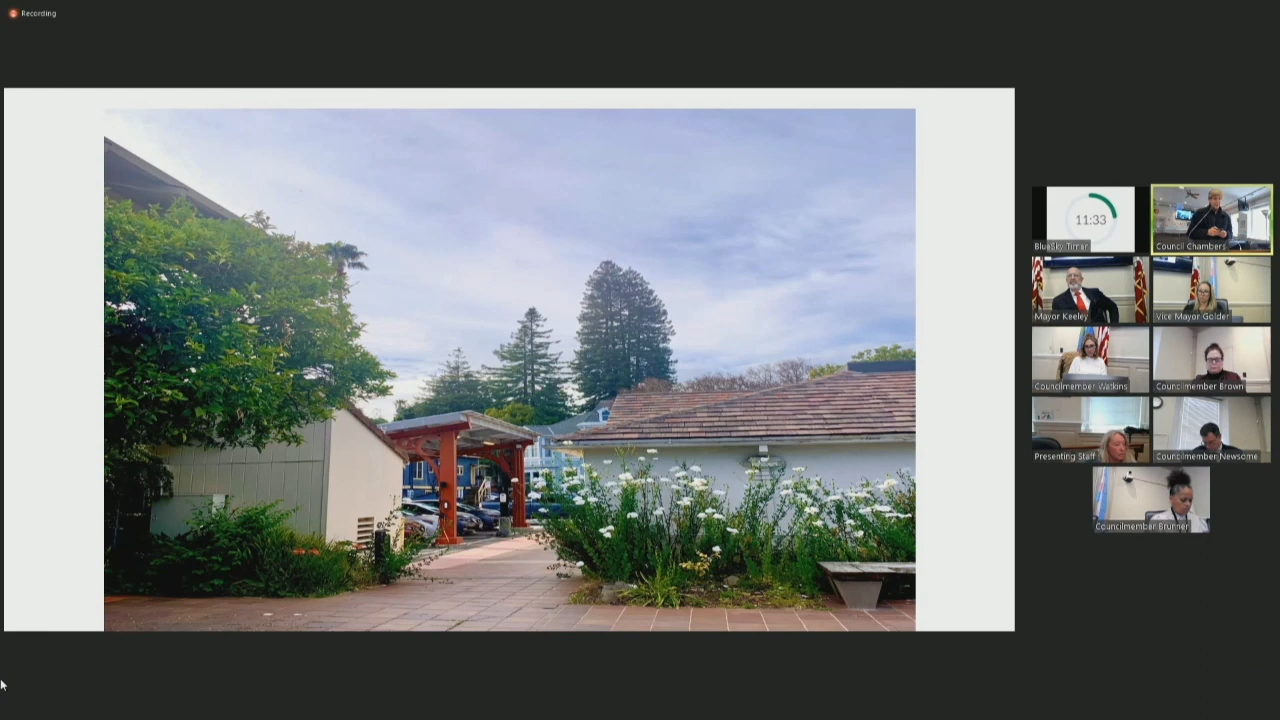 Recording
11:33
BlueSky Timer
Council Chambers
Mayor Keeley
Vice Mayor Golder
Councilmember Watkins
Councilmember Brown
Presenting Staff
Councilmember Newsome
Councilmember Brunner